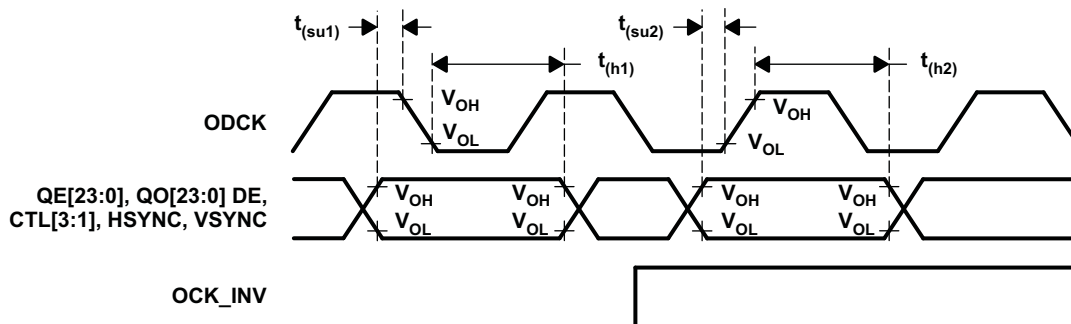 t(su1)
t(su2)
t(h1)
t(h2)
ODCK
VOH
VOL
VOH
VOL
QE[23:0], QO[23:0] DE,
CTL[3:1], HSYNC, VSYNC
VOH
VOH
VOH
VOH
VOL
VOL
VOL
VOL
OCK_INV